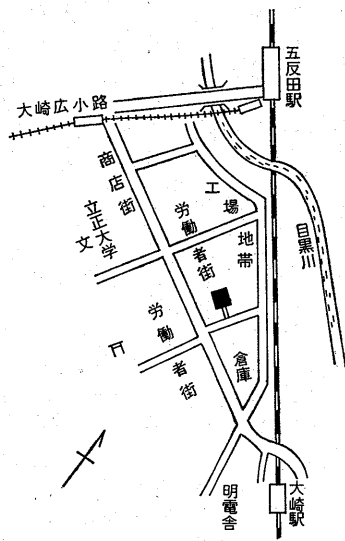 五反田駅
大崎広小路
商店街
立正大学
文
工場
地帯
労働
者街
目黒川
労働
者街
倉庫
明電舎
大崎駅